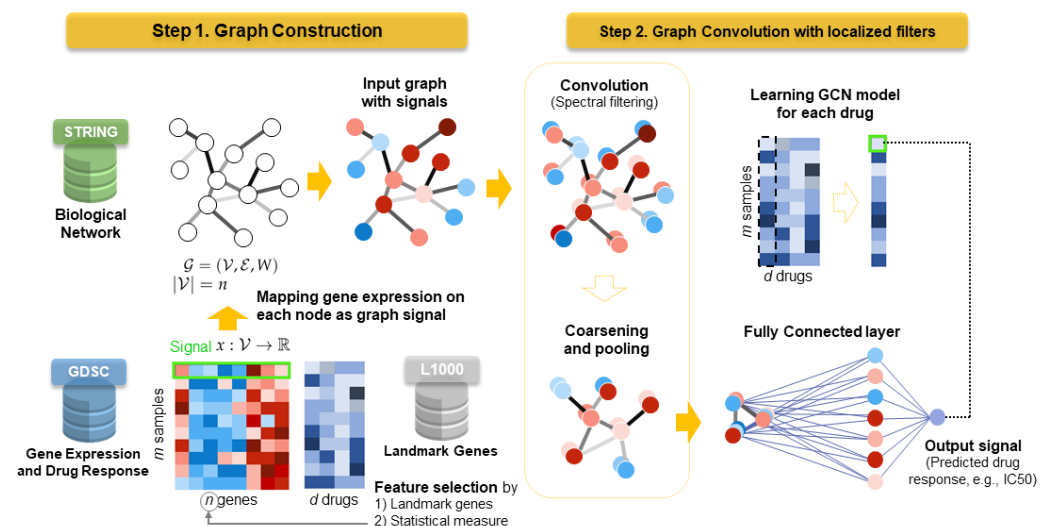 Step 1. Graph Construction
Step 2. Graph Convolution with localized filters
STRING
Biological
Network
Input graph
with signals
𝒢 = (𝒱, ℰ, W)
|𝒱| = n
Mapping gene expression on
each node as graph signal
Signal x : 𝒱 → ℝ
GDSC
Gene Expression
and Drug Response
m samples
n genes
d drugs
L1000
Landmark Genes
Feature selection by
1) Landmark genes
2) Statistical measure
Convolution
(Spectral filtering)
Coarsening
and pooling
Learning GCN model
for each drug
m samples
d drugs
Fully Connected layer
Output signal
(Predicted drug
response, e.g., IC50)